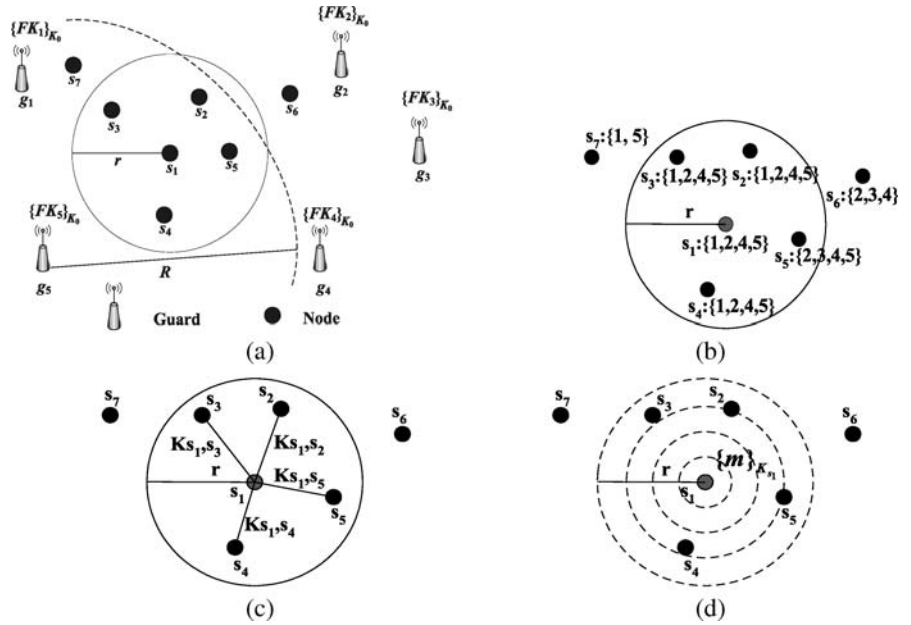 {FK₁}K₀
{FK₂}K₀
g₁
s₇
g₂
s₃
s₂
s₆
{FK₃}K₀
r
s₁
s₅
g₃
s₄
{FK₅}K₀
{FK₄}K₀
R
g₅
g₄
Guard
Node
(a)
s₇:{1, 5}
s₃:{1,2,4,5}
s₂:{1,2,4,5}
s₆:{2,3,4}
r
s₁:{1,2,4,5}
s₅:{2,3,4,5}
s₄:{1,2,4,5}
(b)
s₇
s₃
s₂
s₆
Ks₁,s₃
Ks₁,s₂
r
Ks₁,s₅
s₁
s₅
Ks₁,s₄
s₄
(c)
s₇
s₃
s₂
s₆
{m}Ks₁
r
s₁
s₅
s₄
(d)